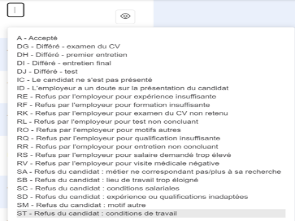 A - Accepté
DG - Différé - examen du CV
DH - Différé - premier entretien
DI - Différé - entretien final
DJ - Différé - test
IC - Le candidat ne s'est pas présenté
ID - L'employeur a un doute sur la présentation du candidat
RE - Refus par l'employeur pour expérience insuffisante
RF - Refus par l'employeur pour formation insuffisante
RK - Refus par l'employeur pour examen du CV non retenu
RL - Refus par l'employeur pour test non concluant
RO - Refus par l'employeur pour motifs autres
RQ - Refus par l'employeur pour qualification insuffisante
RR - Refus par l'employeur pour entretien non concluant
RS - Refus par l'employeur pour salaire demandé trop élevé
RV - Refus par l'employeur pour visite médicale négative
SA - Refus du candidat : métier ne correspondant pas/plus à sa recherche
SB - Refus du candidat : lieu de travail trop éloigné
SC - Refus du candidat : conditions salariales
SD - Refus du candidat : expérience ou qualifications inadaptées
SM - Refus du candidat : motif autre
ST - Refus du candidat : conditions de travail